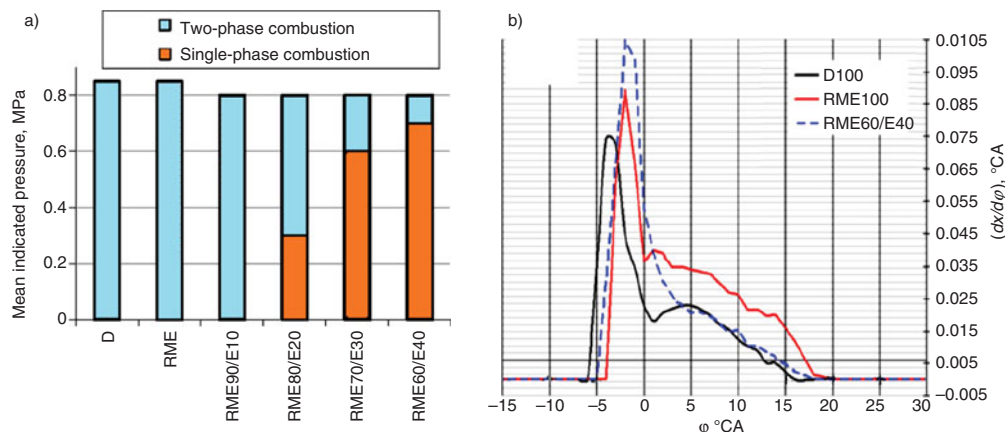 a)
Two-phase combustion
Single-phase combustion
Mean indicated pressure, MPa
0.8
0.6
0.4
0.2
0
D
RME
RME90/E10
RME80/E20
RME70/E30
RME60/E40
b)
D100
RME100
RME60/E40
0.0105
0.095
0.085
0.075
0.065
0.055
0.045
0.035
0.025
0.015
0.005
−0.005
(dx/dφ), °CA
−15
−10
−5
0
5
10
15
20
25
30
φ °CA